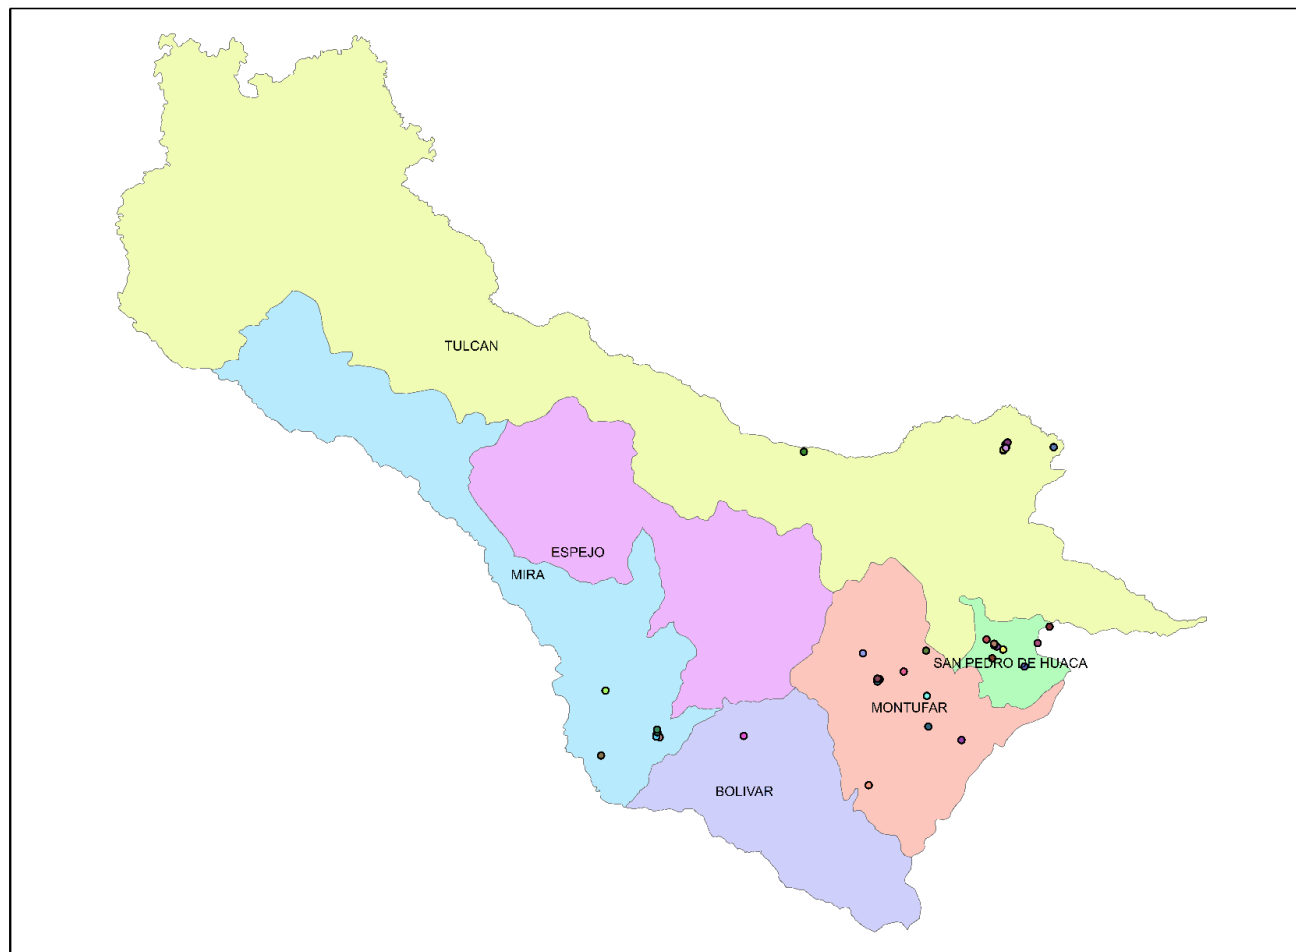 TULCAN
ESPEJO
MIRA
SAN PEDRO DE HUACA
MONTUFAR
BOLIVAR